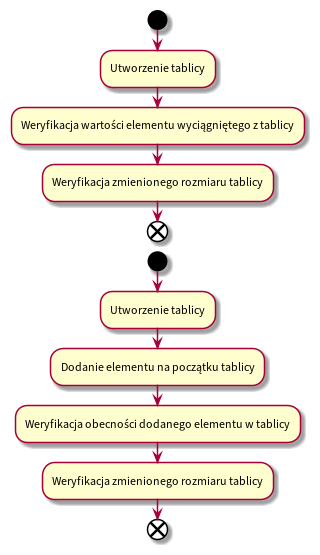 Utworzenie tablicy
Weryfikacja wartości elementu wyciągniętego z tablicy
Weryfikacja zmienionego rozmiaru tablicy
Utworzenie tablicy
Dodanie elementu na początku tablicy
Weryfikacja obecności dodanego elementu w tablicy
Weryfikacja zmienionego rozmiaru tablicy